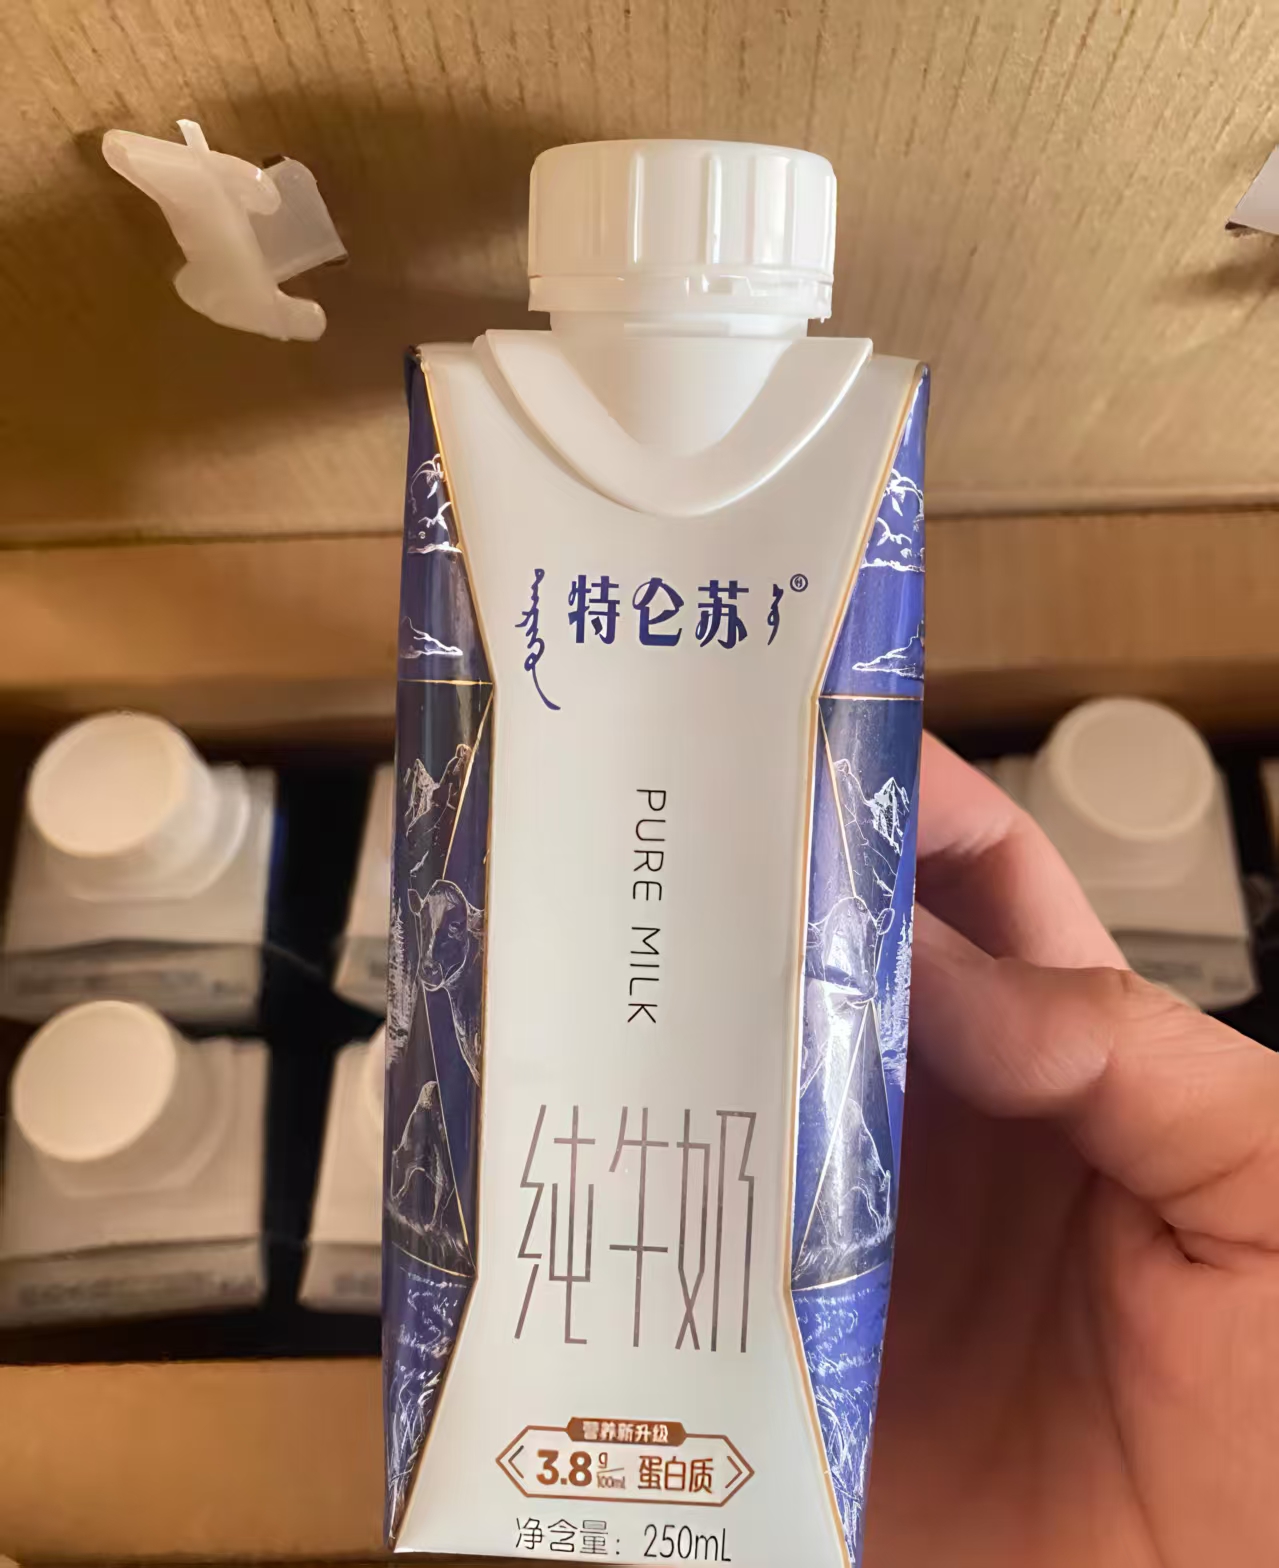 特仑苏®
PURE MILK
纯牛奶
营养新升级
3.8g/100ml 蛋白质
净含量：250mL